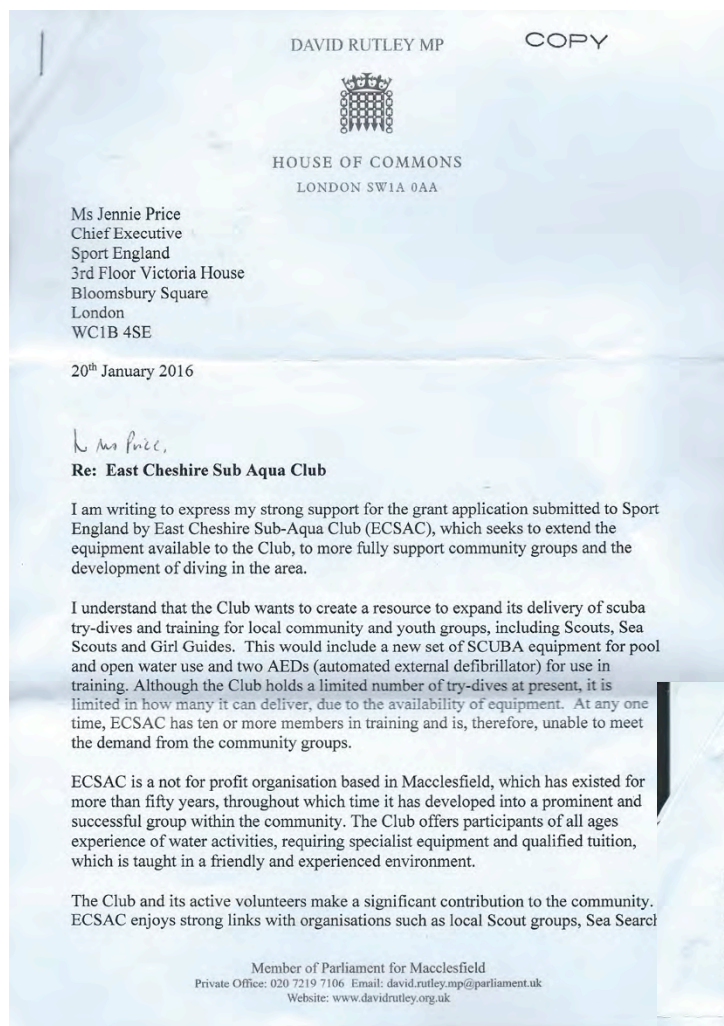 DAVID RUTLEY MP
COPY
HOUSE OF COMMONS
LONDON SW1A 0AA
Ms Jennie Price
Chief Executive
Sport England
3rd Floor Victoria House
Bloomsbury Square
London
WC1B 4SE
20th January 2016
Ms Price,
Re: East Cheshire Sub Aqua Club
I am writing to express my strong support for the grant application submitted to Sport
England by East Cheshire Sub-Aqua Club (ECSAC), which seeks to extend the
equipment available to the Club, to more fully support community groups and the
development of diving in the area.
I understand that the Club wants to create a resource to expand its delivery of scuba
try-dives and training for local community and youth groups, including Scouts, Sea
Scouts and Girl Guides. This would include a new set of SCUBA equipment for pool
and open water use and two AEDs (automated external defibrillator) for use in
training. Although the Club holds a limited number of try-dives at present, it is
limited in how many it can deliver, due to the availability of equipment. At any one
time, ECSAC has ten or more members in training and is, therefore, unable to meet
the demand from the community groups.
ECSAC is a not for profit organisation based in Macclesfield, which has existed for
more than fifty years, throughout which time it has developed into a prominent and
successful group within the community. The Club offers participants of all ages
experience of water activities, requiring specialist equipment and qualified tuition,
which is taught in a friendly and experienced environment.
The Club and its active volunteers make a significant contribution to the community.
ECSAC enjoys strong links with organisations such as local Scout groups, Sea Search
Member of Parliament for Macclesfield
Private Office: 020 7219 7106 Email: david.rutley.mp@parliament.uk
Website: www.davidrutley.org.uk